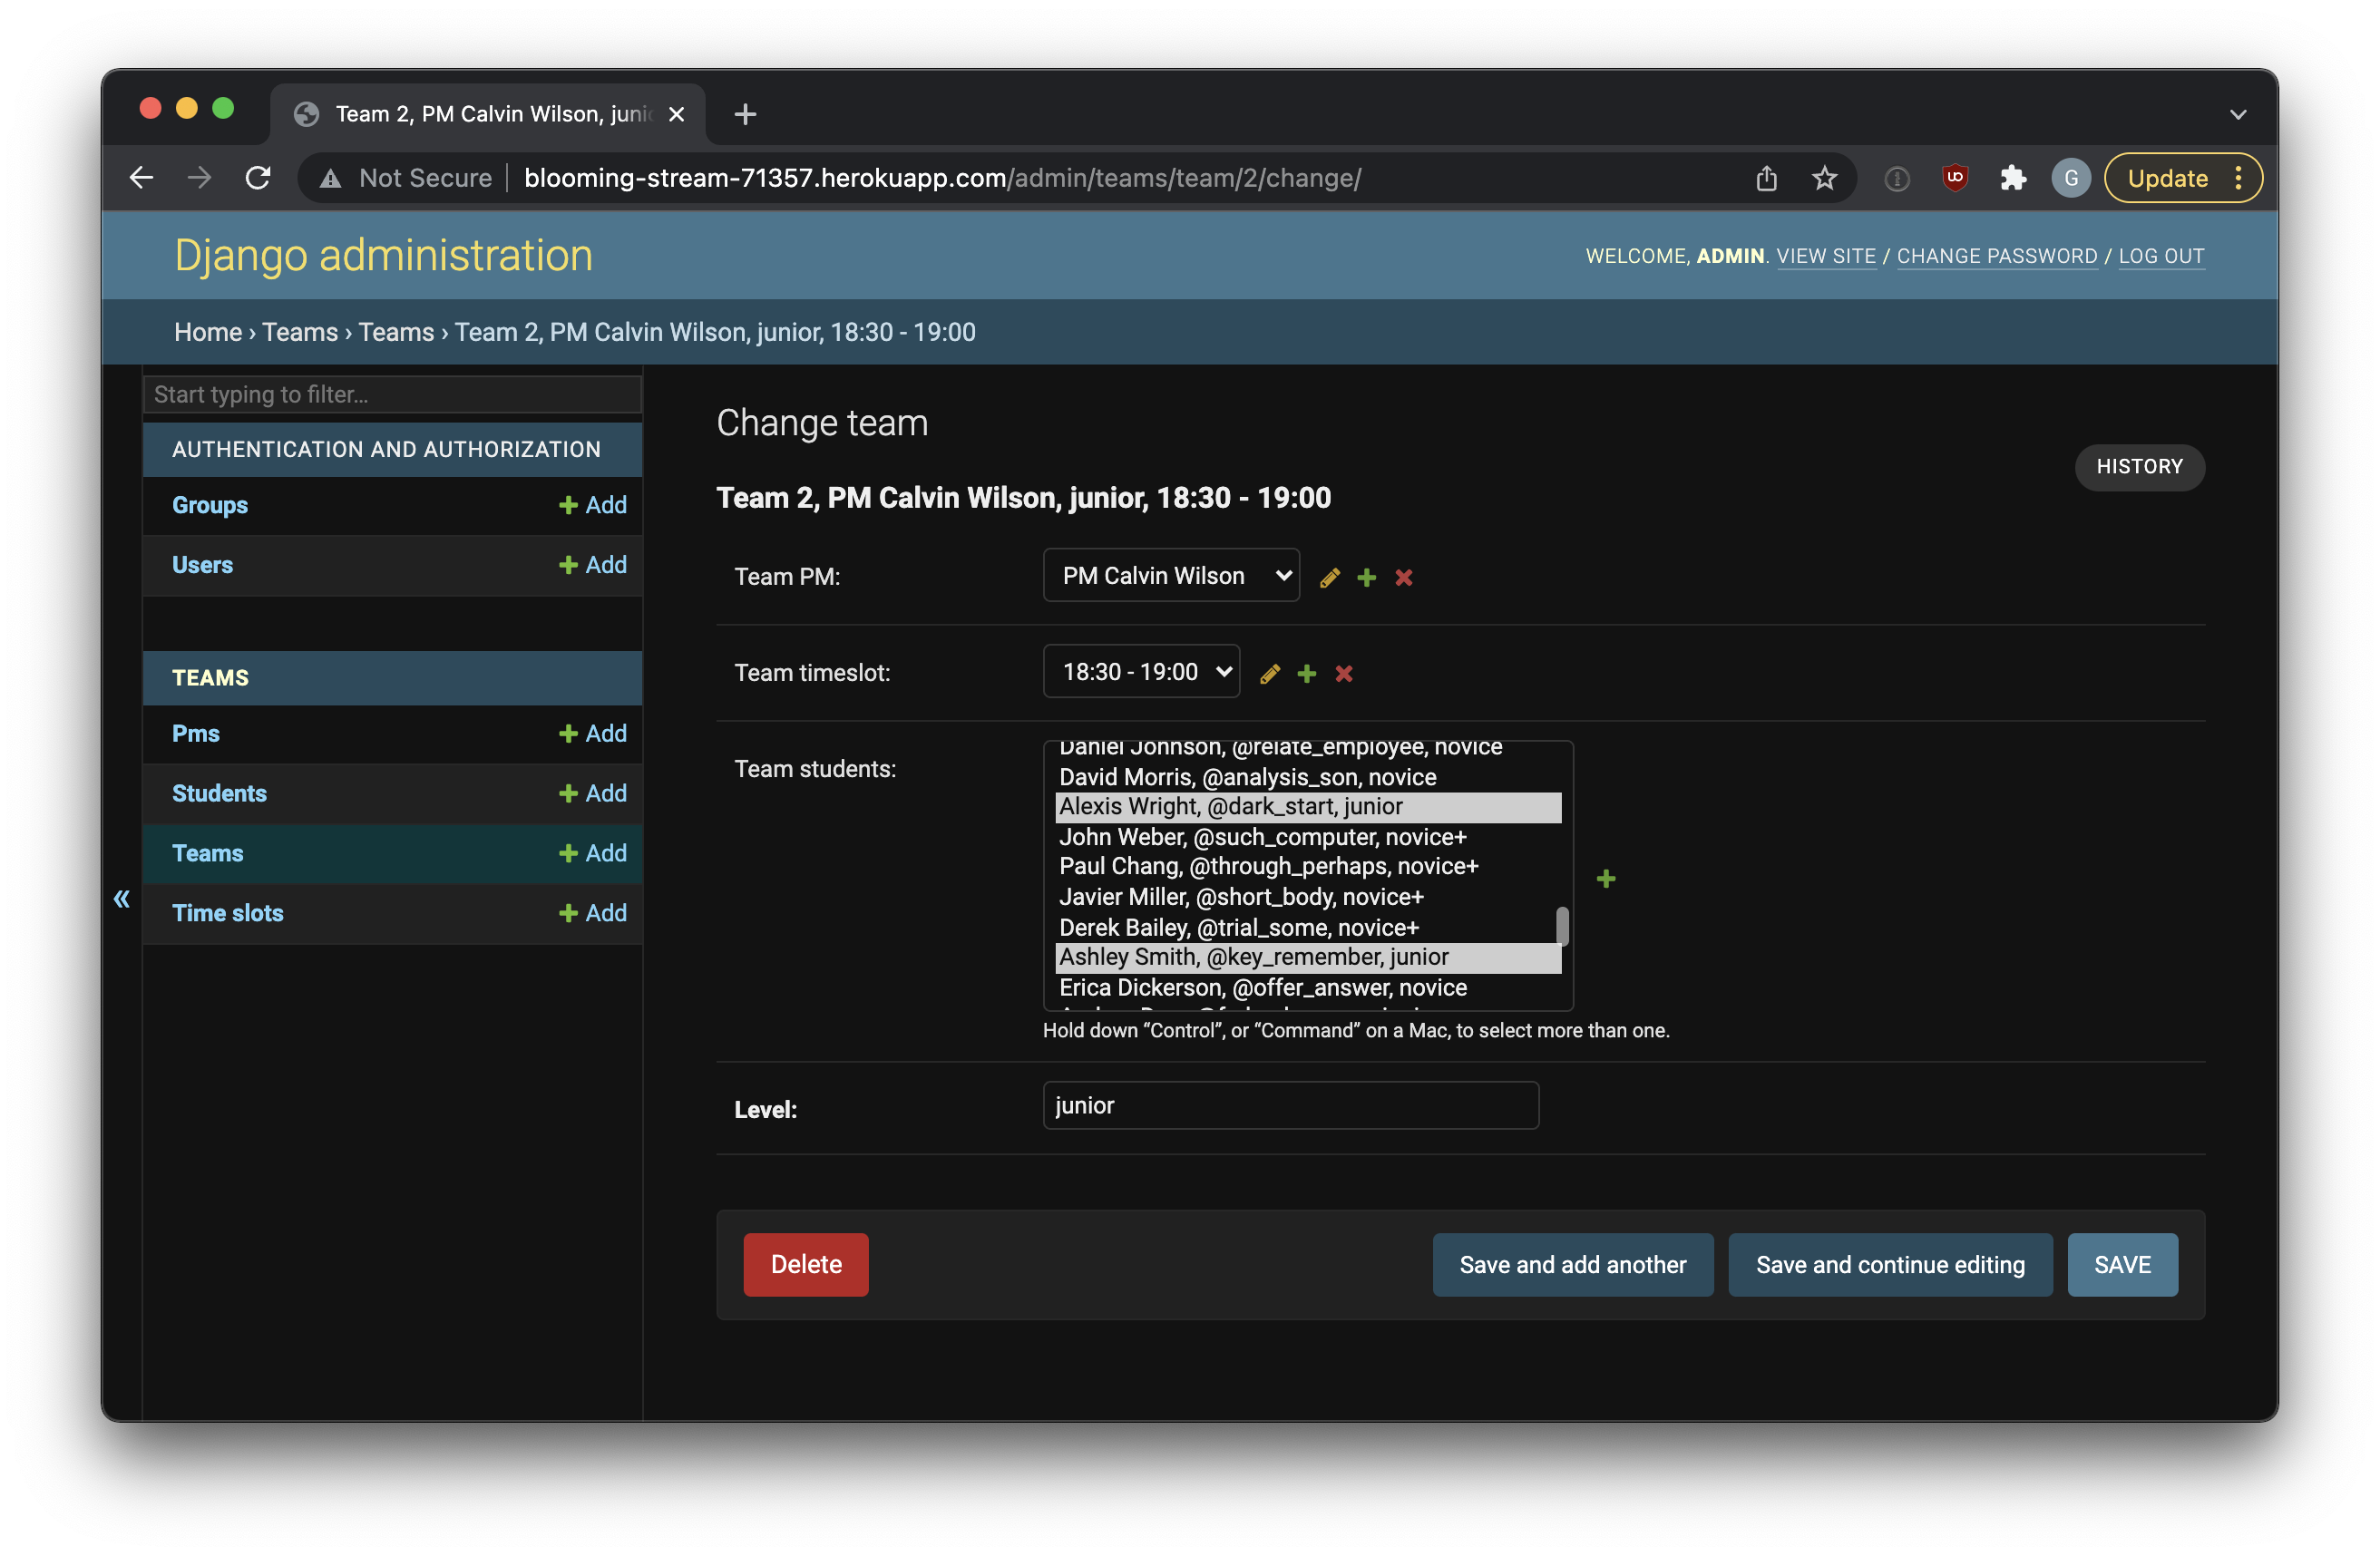 Team 2, PM Calvin Wilson, juni
Not Secure blooming-stream-71357.herokuapp.com/admin/teams/team/2/change/ G Update
Django administration
WELCOME, ADMIN. VIEW SITE / CHANGE PASSWORD / LOG OUT
Home › Teams › Teams › Team 2, PM Calvin Wilson, junior, 18:30 - 19:00
Start typing to filter...
AUTHENTICATION AND AUTHORIZATION
Groups + Add
Users + Add
TEAMS
Pms + Add
Students + Add
Teams + Add
Time slots + Add
«
Change team
HISTORY
Team 2, PM Calvin Wilson, junior, 18:30 - 19:00
Team PM: PM Calvin Wilson
Team timeslot: 18:30 - 19:00
Team students:
Daniel Johnson, @relate_employee, novice
David Morris, @analysis_son, novice
Alexis Wright, @dark_start, junior
John Weber, @such_computer, novice+
Paul Chang, @through_perhaps, novice+
Javier Miller, @short_body, novice+
Derek Bailey, @trial_some, novice+
Ashley Smith, @key_remember, junior
Erica Dickerson, @offer_answer, novice
Hold down “Control”, or “Command” on a Mac, to select more than one.
Level: junior
Delete
Save and add another
Save and continue editing
SAVE